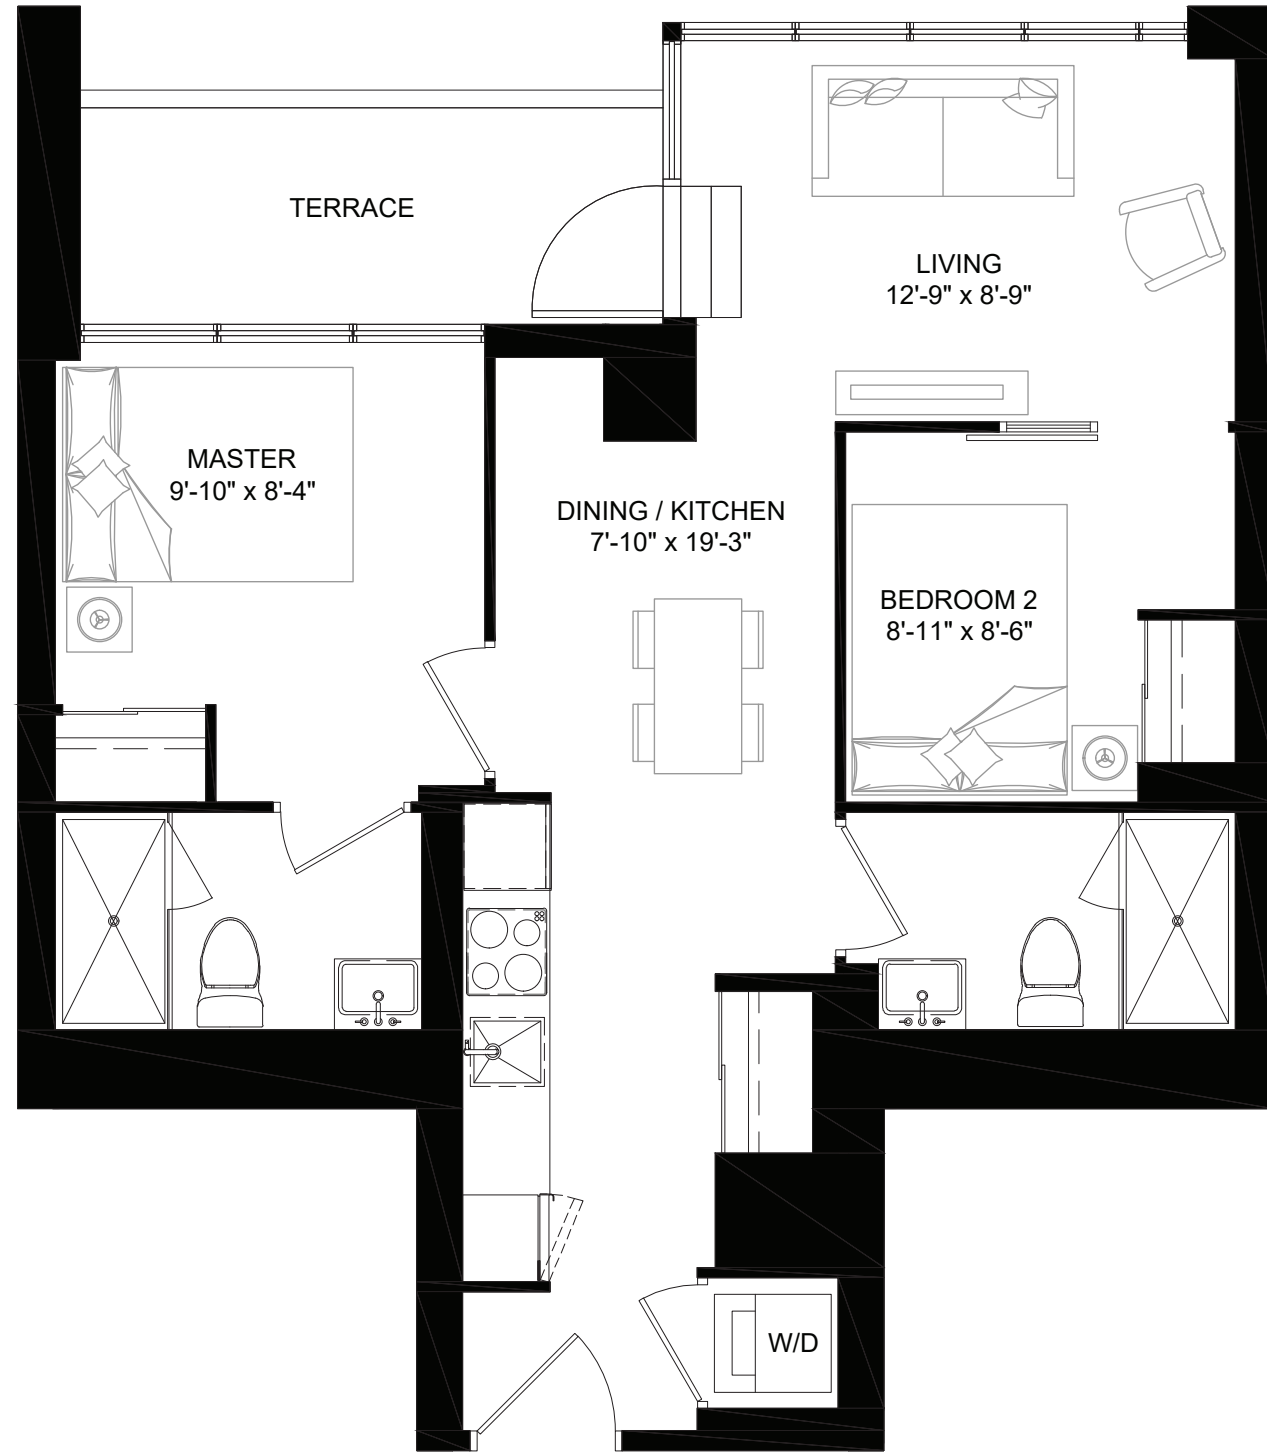 TERRACE
LIVING
12'-9" x 8'-9"
MASTER
9'-10" x 8'-4"
DINING / KITCHEN
7'-10" x 19'-3"
BEDROOM 2
8'-11" x 8'-6"
W/D